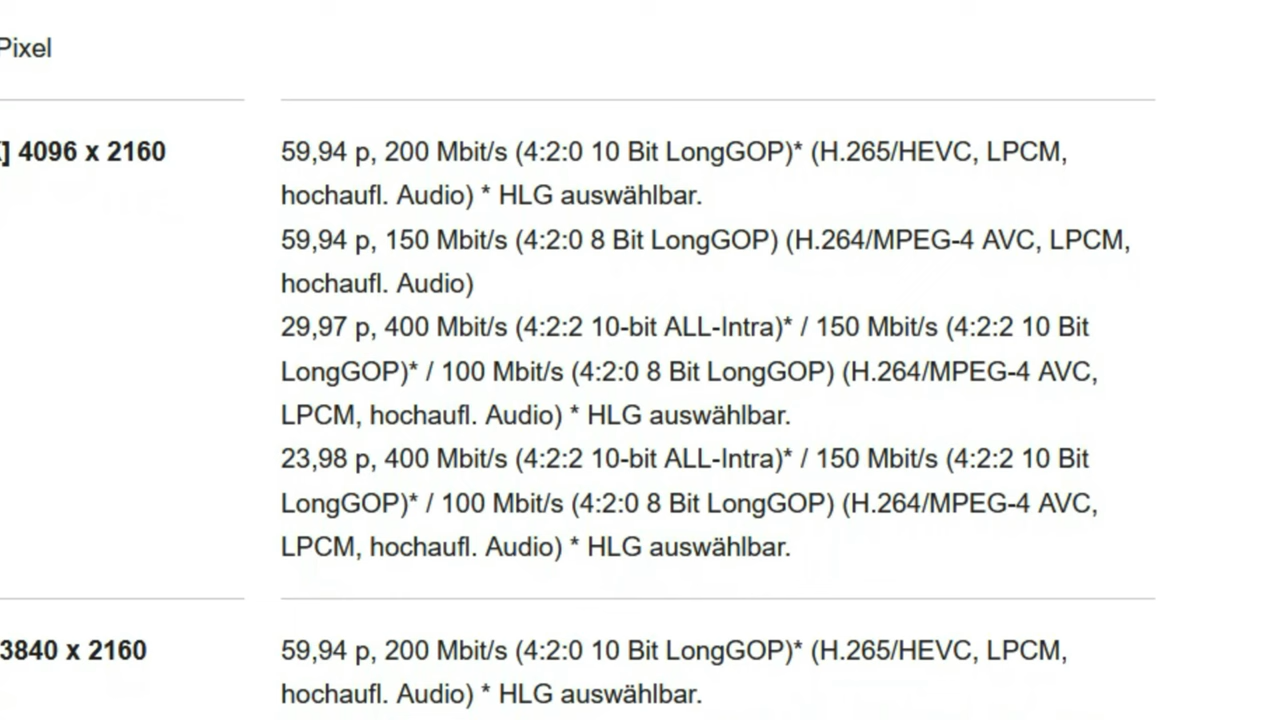 Pixel
] 4096 x 2160
59,94 p, 200 Mbit/s (4:2:0 10 Bit LongGOP)* (H.265/HEVC, LPCM,
hochaufl. Audio) * HLG auswählbar.
59,94 p, 150 Mbit/s (4:2:0 8 Bit LongGOP) (H.264/MPEG-4 AVC, LPCM,
hochaufl. Audio)
29,97 p, 400 Mbit/s (4:2:2 10-bit ALL-Intra)* / 150 Mbit/s (4:2:2 10 Bit
LongGOP)* / 100 Mbit/s (4:2:0 8 Bit LongGOP) (H.264/MPEG-4 AVC,
LPCM, hochaufl. Audio) * HLG auswählbar.
23,98 p, 400 Mbit/s (4:2:2 10-bit ALL-Intra)* / 150 Mbit/s (4:2:2 10 Bit
LongGOP)* / 100 Mbit/s (4:2:0 8 Bit LongGOP) (H.264/MPEG-4 AVC,
LPCM, hochaufl. Audio) * HLG auswählbar.
3840 x 2160
59,94 p, 200 Mbit/s (4:2:0 10 Bit LongGOP)* (H.265/HEVC, LPCM,
hochaufl. Audio) * HLG auswählbar.